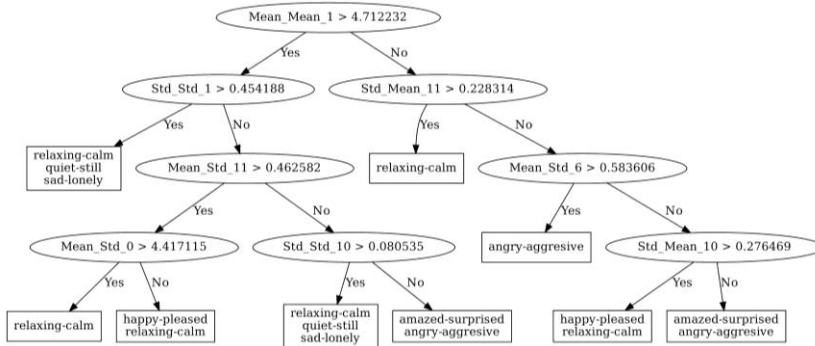 Mean_Mean_1 > 4.712232
Yes
No
Std_Std_1 > 0.454188
Std_Mean_11 > 0.228314
Yes
No
Yes
No
relaxing-calm
quiet-still
sad-lonely
Mean_Std_11 > 0.462582
relaxing-calm
Mean_Std_6 > 0.583606
Yes
No
Yes
No
Mean_Std_0 > 4.417115
Std_Std_10 > 0.080535
angry-aggresive
Std_Mean_10 > 0.276469
Yes
No
Yes
No
Yes
No
relaxing-calm
happy-pleased
relaxing-calm
relaxing-calm
quiet-still
sad-lonely
amazed-surprised
angry-aggresive
happy-pleased
relaxing-calm
amazed-surprised
angry-aggresive